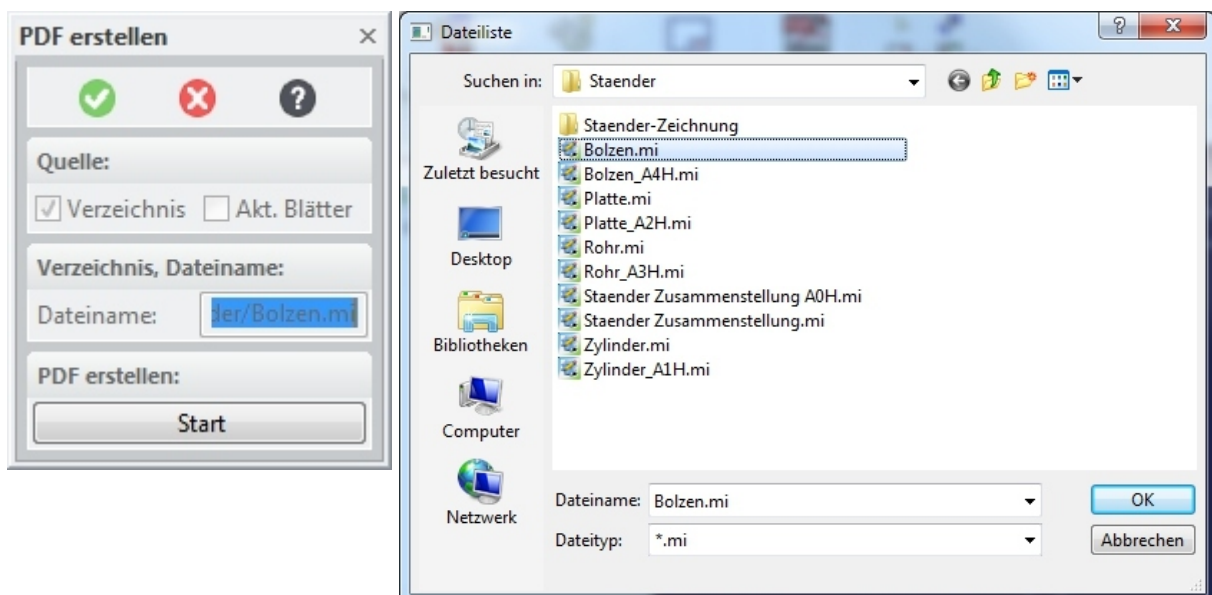 PDF erstellen
Quelle:
Verzeichnis Akt. Blätter
Verzeichnis, Dateiname:
Dateiname: der/Bolzen.mi
PDF erstellen:
Start
Dateiliste
Suchen in: Staender
Zuletzt besucht
Desktop
Bibliotheken
Computer
Netzwerk
Staender-Zeichnung
Bolzen.mi
Bolzen_A4H.mi
Platte.mi
Platte_A2H.mi
Rohr.mi
Rohr_A3H.mi
Staender Zusammenstellung A0H.mi
Staender Zusammenstellung.mi
Zylinder.mi
Zylinder_A1H.mi
Dateiname: Bolzen.mi OK
Dateityp: *.mi Abbrechen